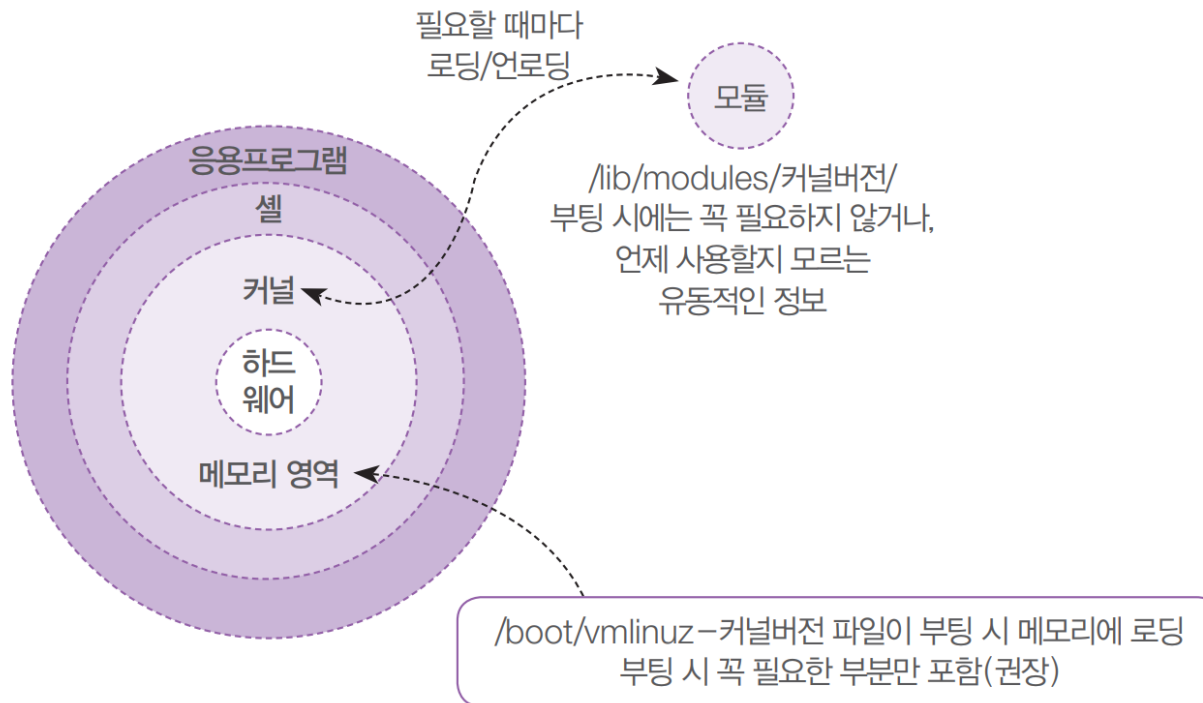 필요할 때마다
로딩/언로딩
모듈
/lib/modules/커널버전/
부팅 시에는 꼭 필요하지 않거나,
언제 사용할지 모르는
유동적인 정보
응용프로그램
셸
커널
하드
웨어
메모리 영역
/boot/vmlinuz-커널버전 파일이 부팅 시 메모리에 로딩
부팅 시 꼭 필요한 부분만 포함(권장)